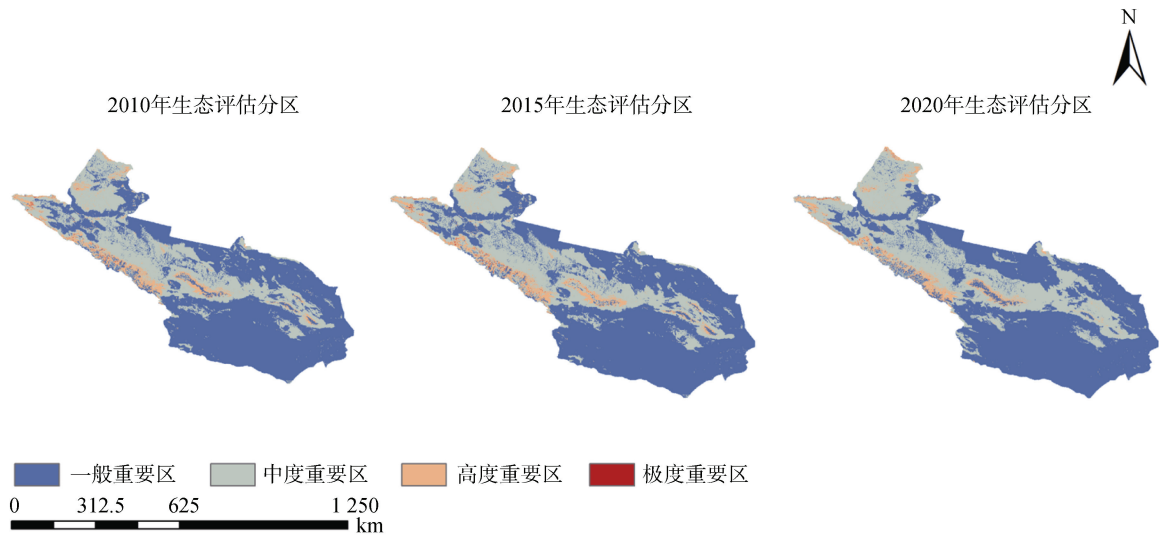 N
2010年生态评估分区
2015年生态评估分区
2020年生态评估分区
一般重要区
中度重要区
高度重要区
极度重要区
0 312.5 625 1 250
km